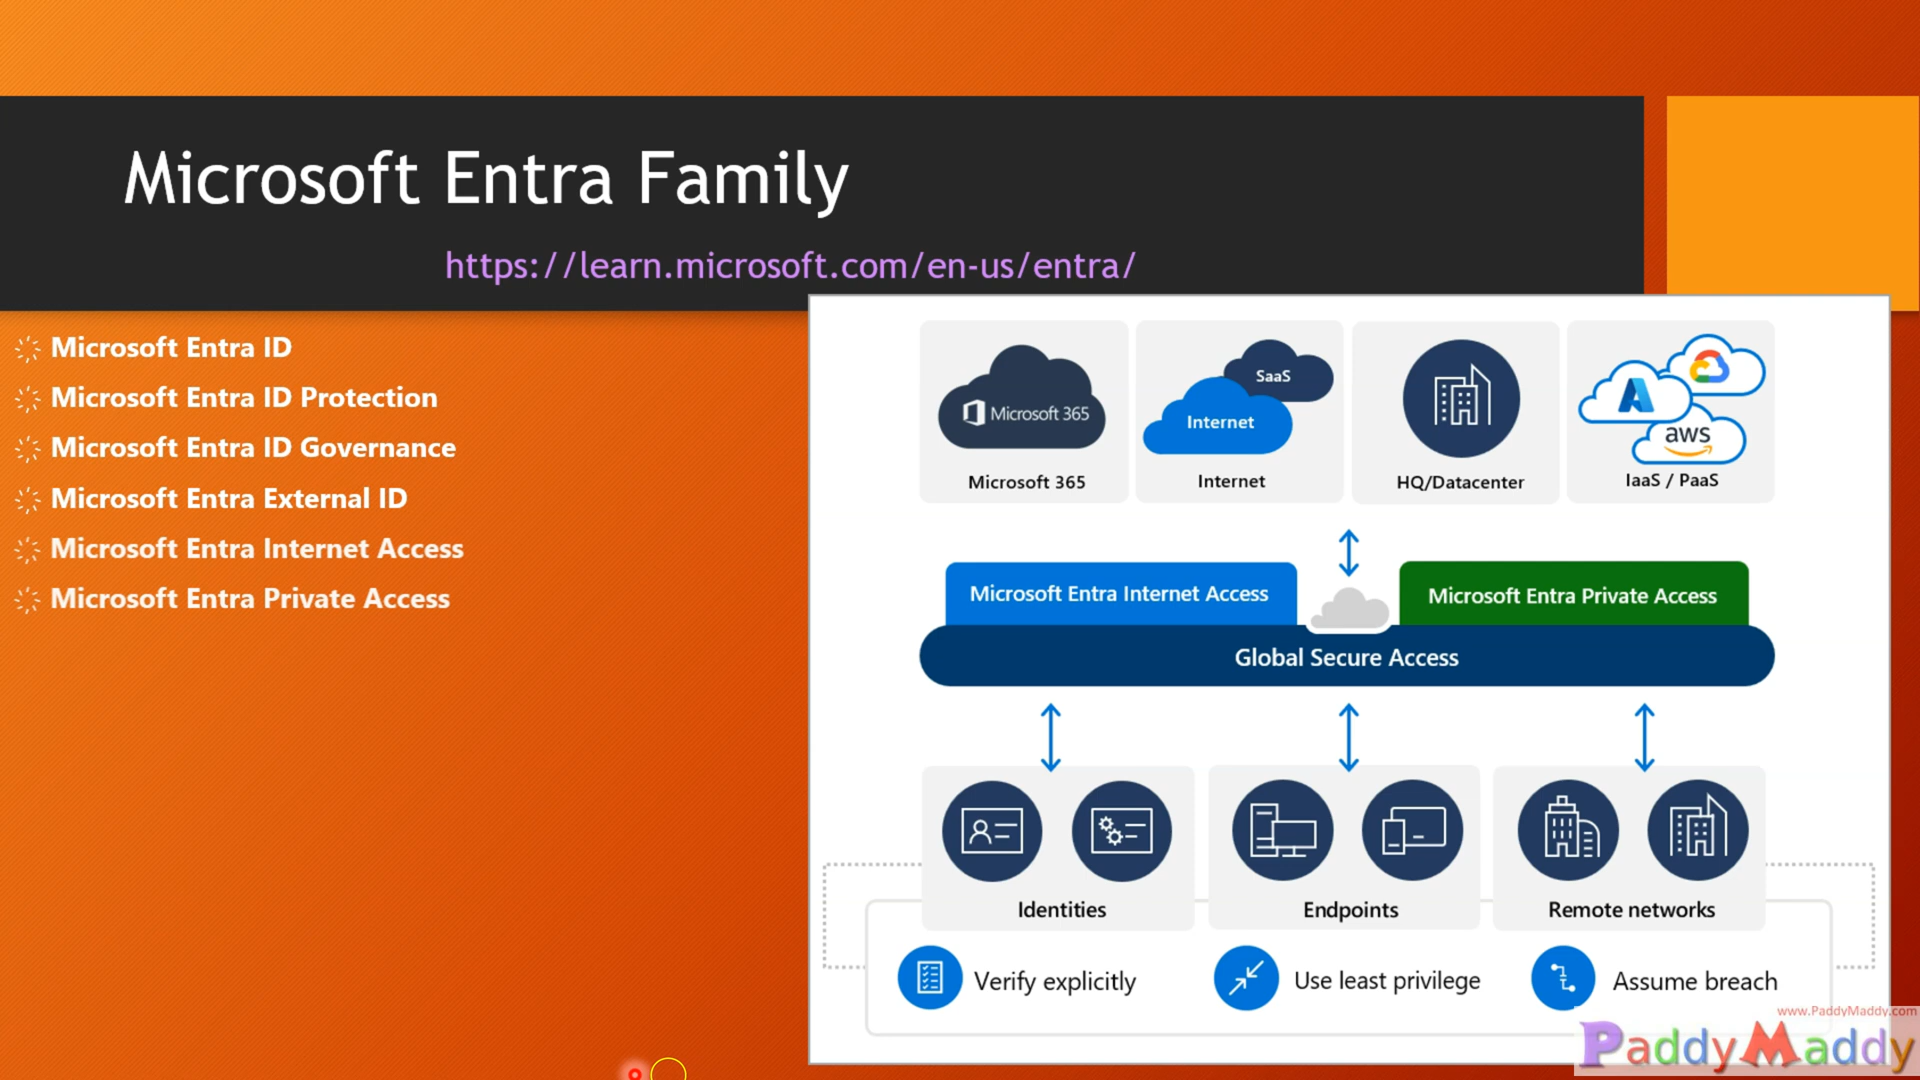 Microsoft Entra Family
https://learn.microsoft.com/en-us/entra/
Microsoft Entra ID
Microsoft Entra ID Protection
Microsoft Entra ID Governance
Microsoft Entra External ID
Microsoft Entra Internet Access
Microsoft Entra Private Access
Microsoft 365
SaaS
Internet
aws
Microsoft 365
Internet
HQ/Datacenter
IaaS / PaaS
Microsoft Entra Internet Access
Microsoft Entra Private Access
Global Secure Access
Identities
Endpoints
Remote networks
Verify explicitly
Use least privilege
Assume breach
www.PaddyMaddy.com
PaddyMaddy